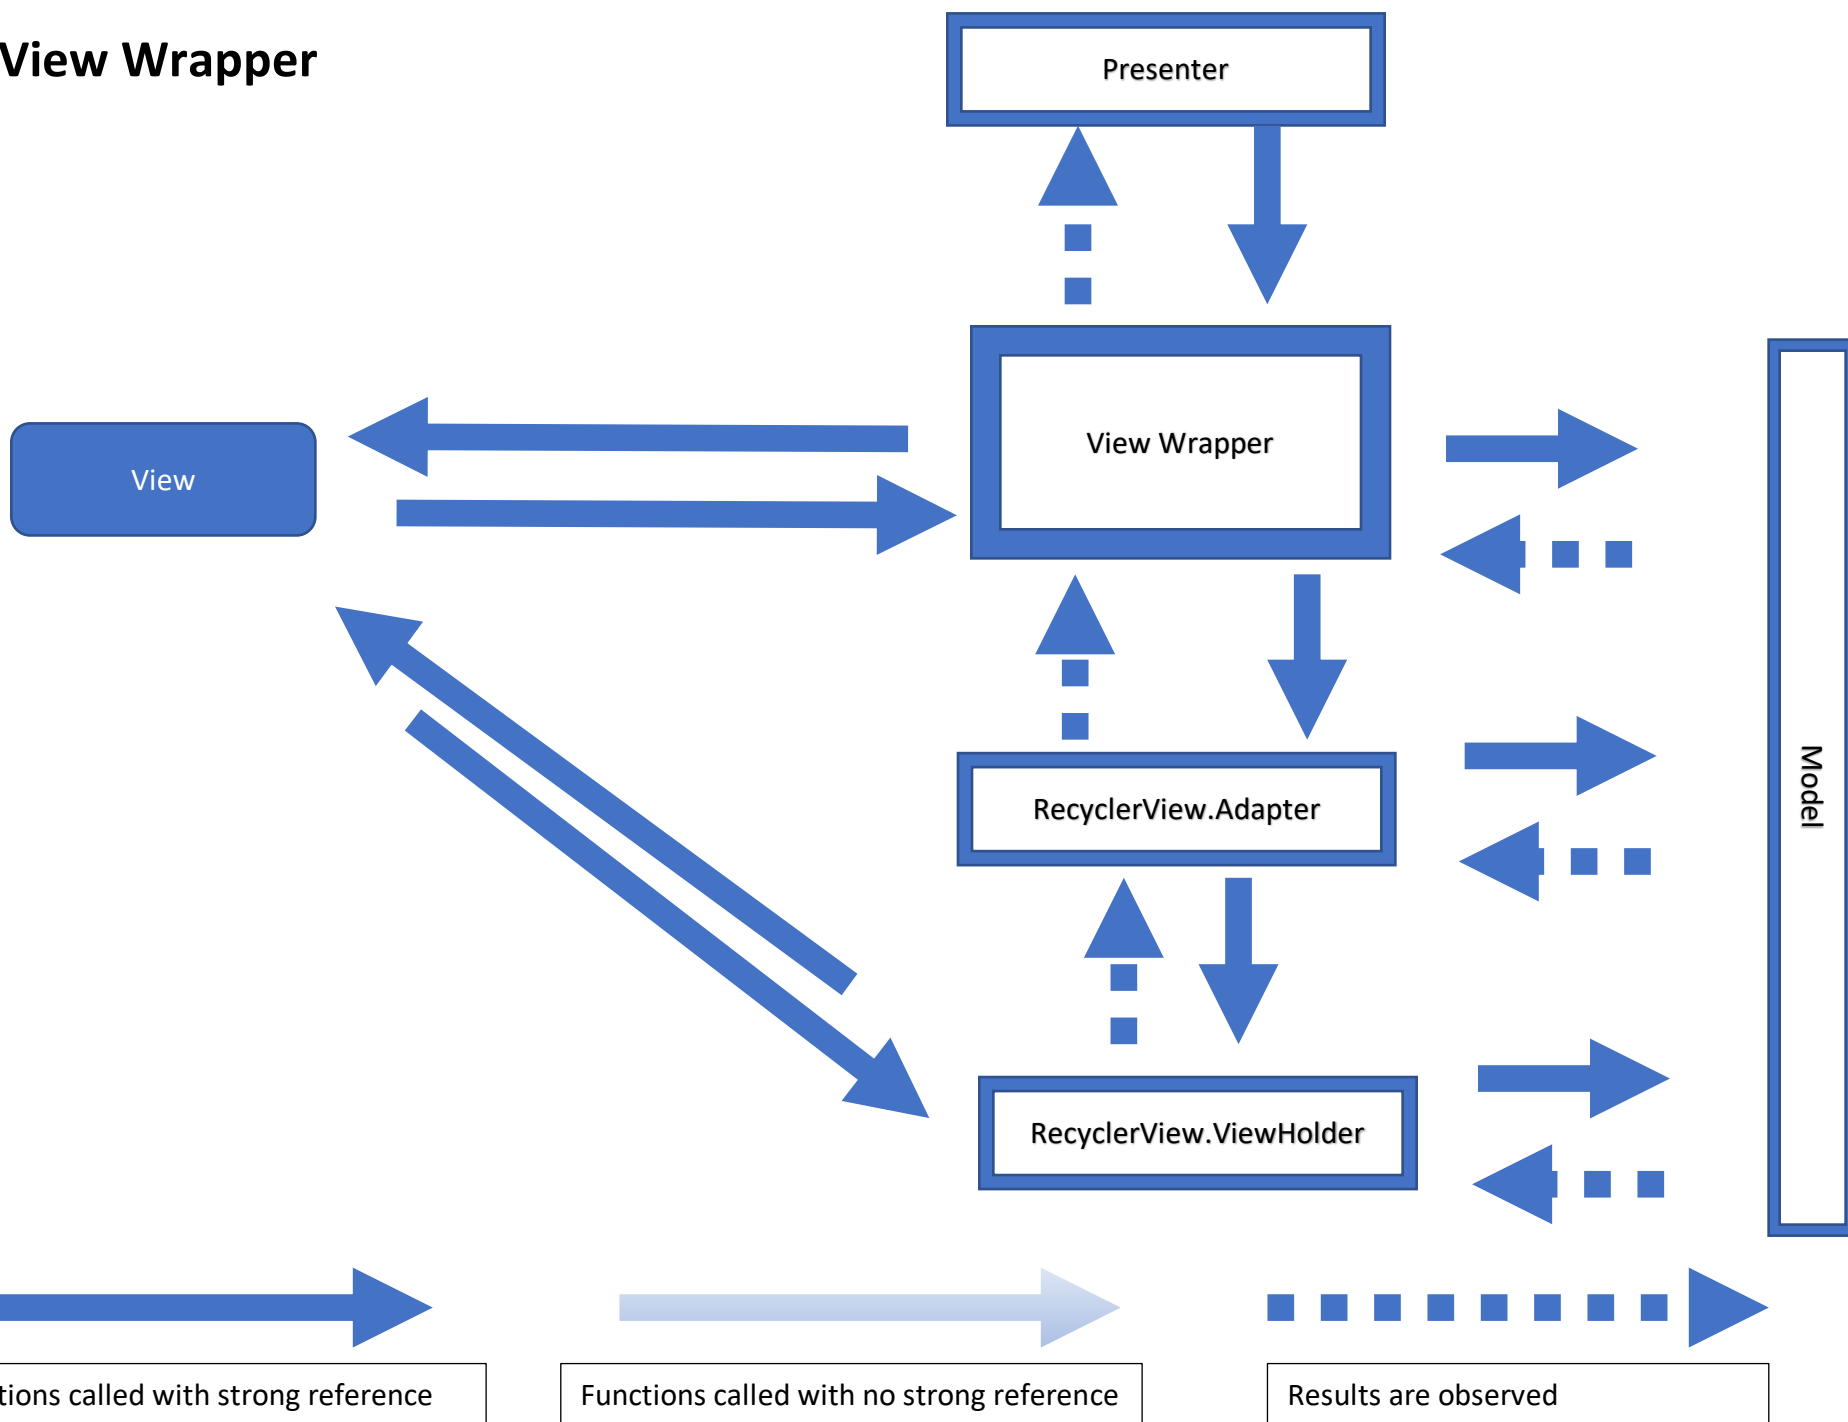 View Wrapper
Presenter
View Wrapper
View
RecyclerView.Adapter
Model
RecyclerView.ViewHolder
called with strong reference
Functions called with no strong reference
Results are observed